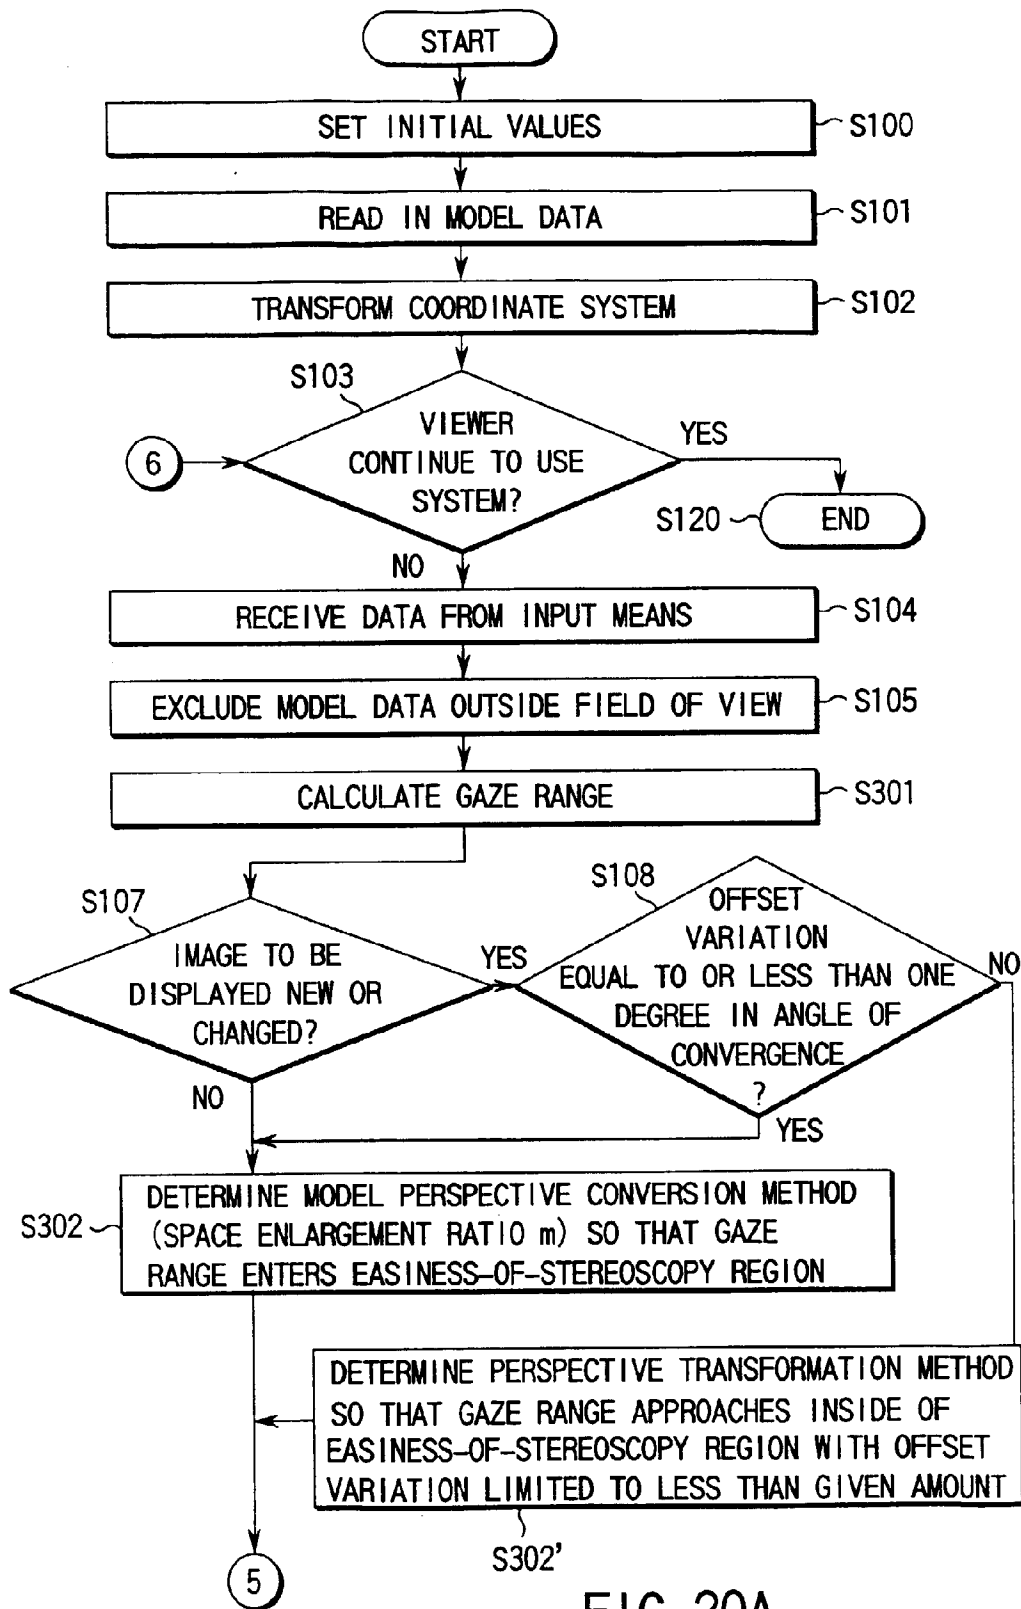 START
SET INITIAL VALUES
S100
READ IN MODEL DATA
S101
TRANSFORM COORDINATE SYSTEM
S102
S103
VIEWER
CONTINUE TO USE
SYSTEM?
YES
6
S120
END
NO
RECEIVE DATA FROM INPUT MEANS
S104
EXCLUDE MODEL DATA OUTSIDE FIELD OF VIEW
S105
CALCULATE GAZE RANGE
S301
S107
IMAGE TO BE
DISPLAYED NEW OR
CHANGED?
YES
NO
S108
OFFSET
VARIATION
EQUAL TO OR LESS THAN ONE
DEGREE IN ANGLE OF
CONVERGENCE
?
NO
YES
S302
DETERMINE MODEL PERSPECTIVE CONVERSION METHOD
(SPACE ENLARGEMENT RATIO m) SO THAT GAZE
RANGE ENTERS EASINESS-OF-STEREOSCOPY REGION
DETERMINE PERSPECTIVE TRANSFORMATION METHOD
SO THAT GAZE RANGE APPROACHES INSIDE OF
EASINESS-OF-STEREOSCOPY REGION WITH OFFSET
VARIATION LIMITED TO LESS THAN GIVEN AMOUNT
S302'
5
FIG. 20A